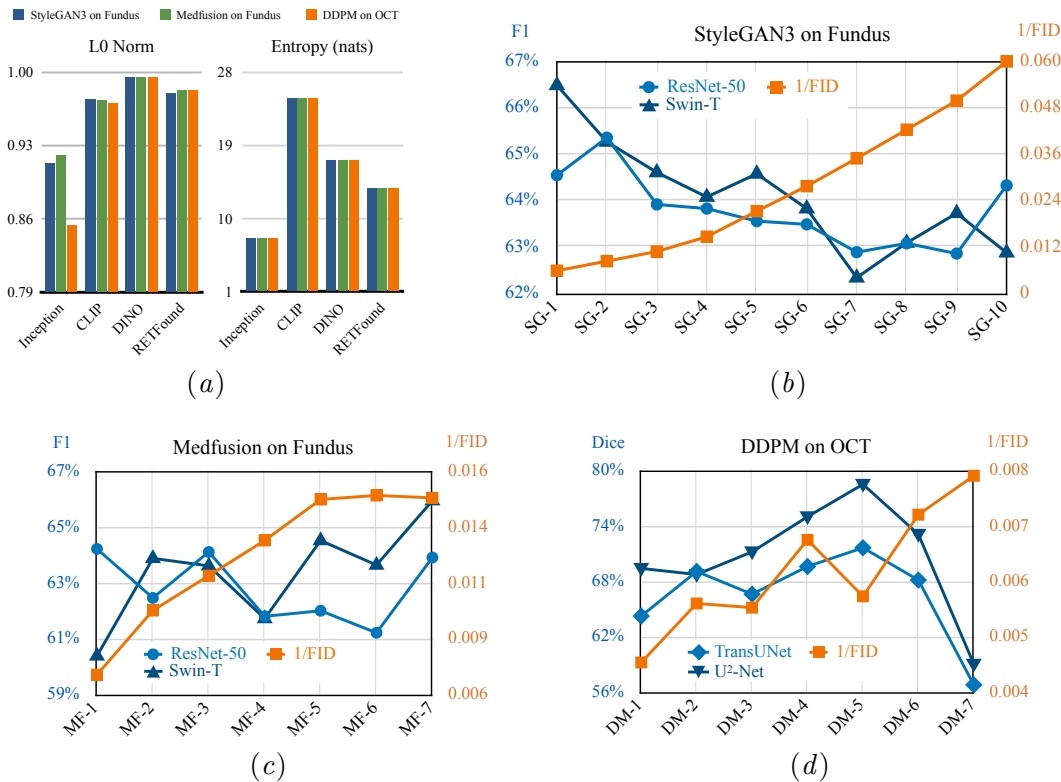 StyleGAN3 on Fundus Medfusion on Fundus DDPM on OCT
L0 Norm
1.00
0.93
0.86
0.79
Inception
CLIP
DINO
RETFound
Entropy (nats)
28
19
10
1
Inception
CLIP
DINO
RETFound
(a)
F1
StyleGAN3 on Fundus
1/FID
67%
66%
65%
64%
63%
62%
ResNet-50
1/FID
Swin-T
0.060
0.048
0.036
0.024
0.012
0
SG-1
SG-2
SG-3
SG-4
SG-5
SG-6
SG-7
SG-8
SG-9
SG-10
(b)
F1
Medfusion on Fundus
1/FID
67%
65%
63%
61%
59%
ResNet-50
1/FID
Swin-T
0.016
0.014
0.011
0.009
0.006
MF-1
MF-2
MF-3
MF-4
MF-5
MF-6
MF-7
(c)
Dice
DDPM on OCT
1/FID
80%
74%
68%
62%
56%
TransUNet
1/FID
U²-Net
0.008
0.007
0.006
0.005
0.004
DM-1
DM-2
DM-3
DM-4
DM-5
DM-6
DM-7
(d)